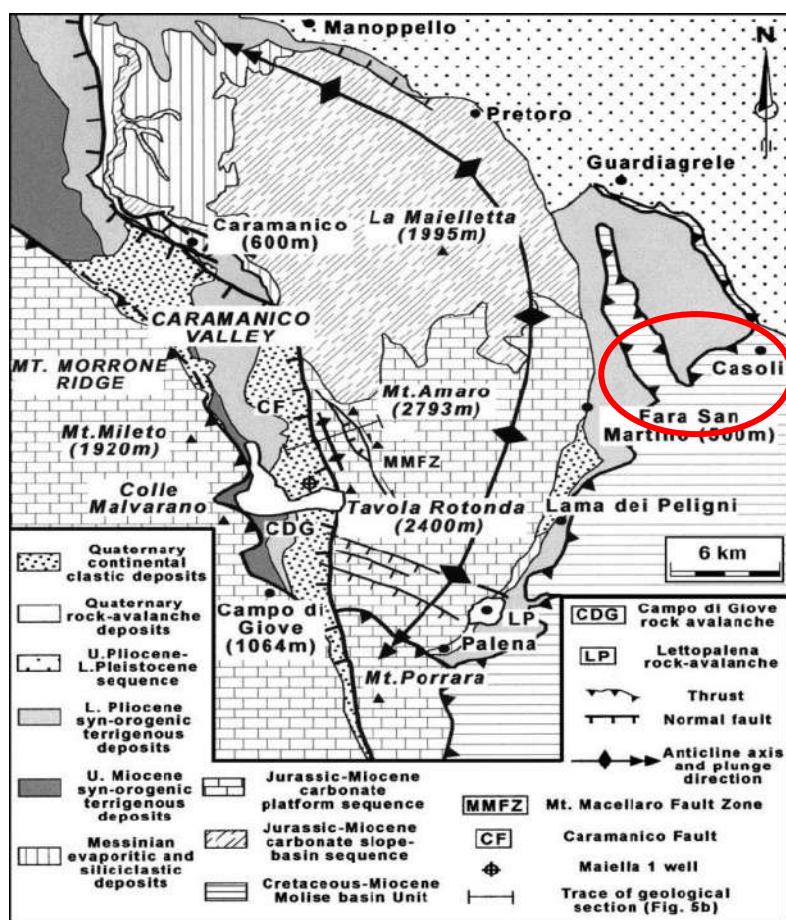 Manoppello
N
Pretoro
Guardiagrele
Caramanico
(600m)
La Maielletta
(1995m)
CARAMANICO
VALLEY
Casoli
MT. MORRONE
RIDGE
CF
Mt.Amaro
(2793m)
Fara San
Martino (500m)
Mt.Mileto
(1920m)
MMFZ
Colle
Malvarano
Tavola Rotonda
(2400m)
Lama dei Peligni
CDG
6 km
Campo di
Giove
(1064m)
LP
Palena
Mt.Porrara
Quaternary
continental
clastic deposits
Quaternary
rock-avalanche
deposits
U.Pliocene-
L.Pleistocene
sequence
L. Pliocene
syn-orogenic
terrigenous
deposits
U. Miocene
syn-orogenic
terrigenous
deposits
Messinian
evaporitic and
siliciclastic
deposits
Jurassic-Miocene
carbonate
platform sequence
Jurassic-Miocene
carbonate slope-
basin sequence
Cretaceous-Miocene
Molise basin Unit
CDG Campo di Giove
rock avalanche
LP Lettopalena
rock-avalanche
Thrust
Normal fault
Anticline axis
and plunge
direction
MMFZ Mt. Macellaro Fault Zone
CF Caramanico Fault
Maiella 1 well
Trace of geological
section (Fig. 5b)